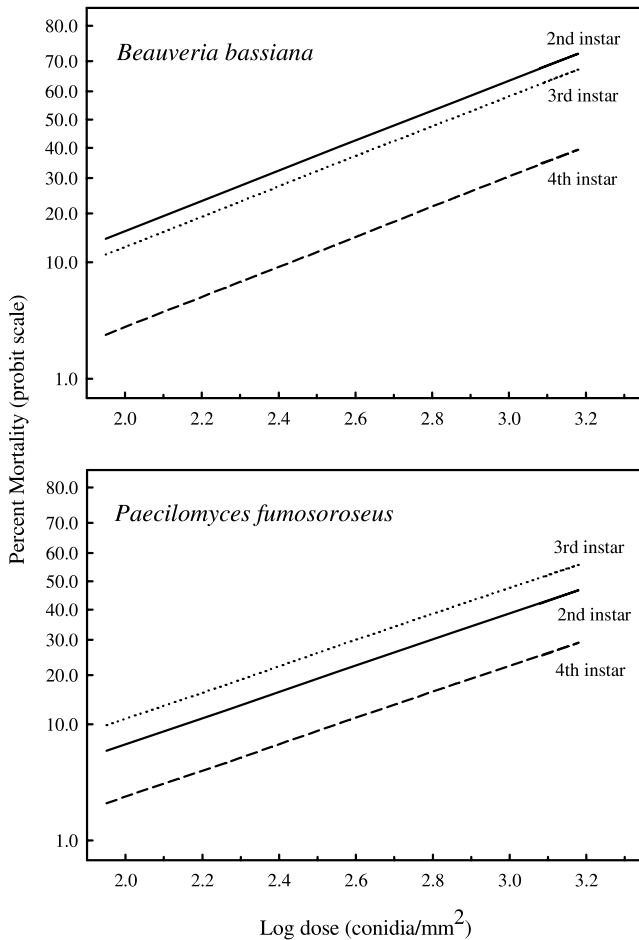 Beauveria bassiana
2nd instar
3rd instar
4th instar
80.0
70.0
60.0
50.0
40.0
30.0
20.0
10.0
1.0
2.0 2.2 2.4 2.6 2.8 3.0 3.2
Percent Mortality (probit scale)
Paecilomyces fumosoroseus
3rd instar
2nd instar
4th instar
80.0
70.0
60.0
50.0
40.0
30.0
20.0
10.0
1.0
2.0 2.2 2.4 2.6 2.8 3.0 3.2
Log dose (conidia/mm2)